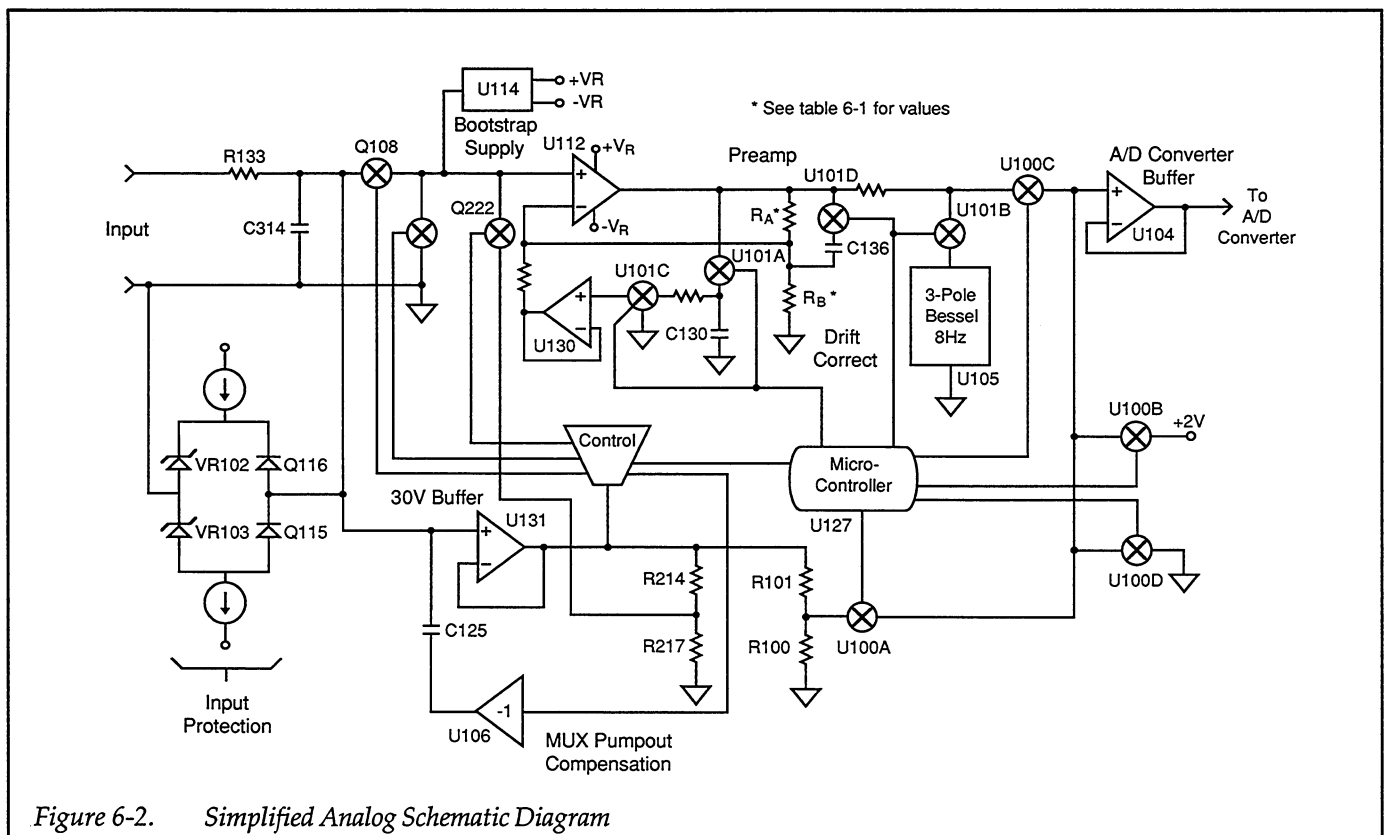 U114
+VR
-VR
Bootstrap
Supply
* See table 6-1 for values
Q108
R133
U112
+VR
Preamp
U101D
U100C
A/D Converter
Buffer
To
A/D
Converter
Input
C314
Q222
+
−
-VR
RA*
C136
U101B
+
−
U104
U101C
U101A
RB*
3-Pole
Bessel
8Hz
+
−
U130
C130
Drift
Correct
U105
U100B
+2V
Control
Micro-
Controller
U127
VR102
Q116
30V Buffer
U131
VR103
Q115
+
−
R214
R101
U100D
C125
R217
R100
U100A
Input
Protection
-1
U106
MUX Pumpout
Compensation
Figure 6-2. Simplified Analog Schematic Diagram